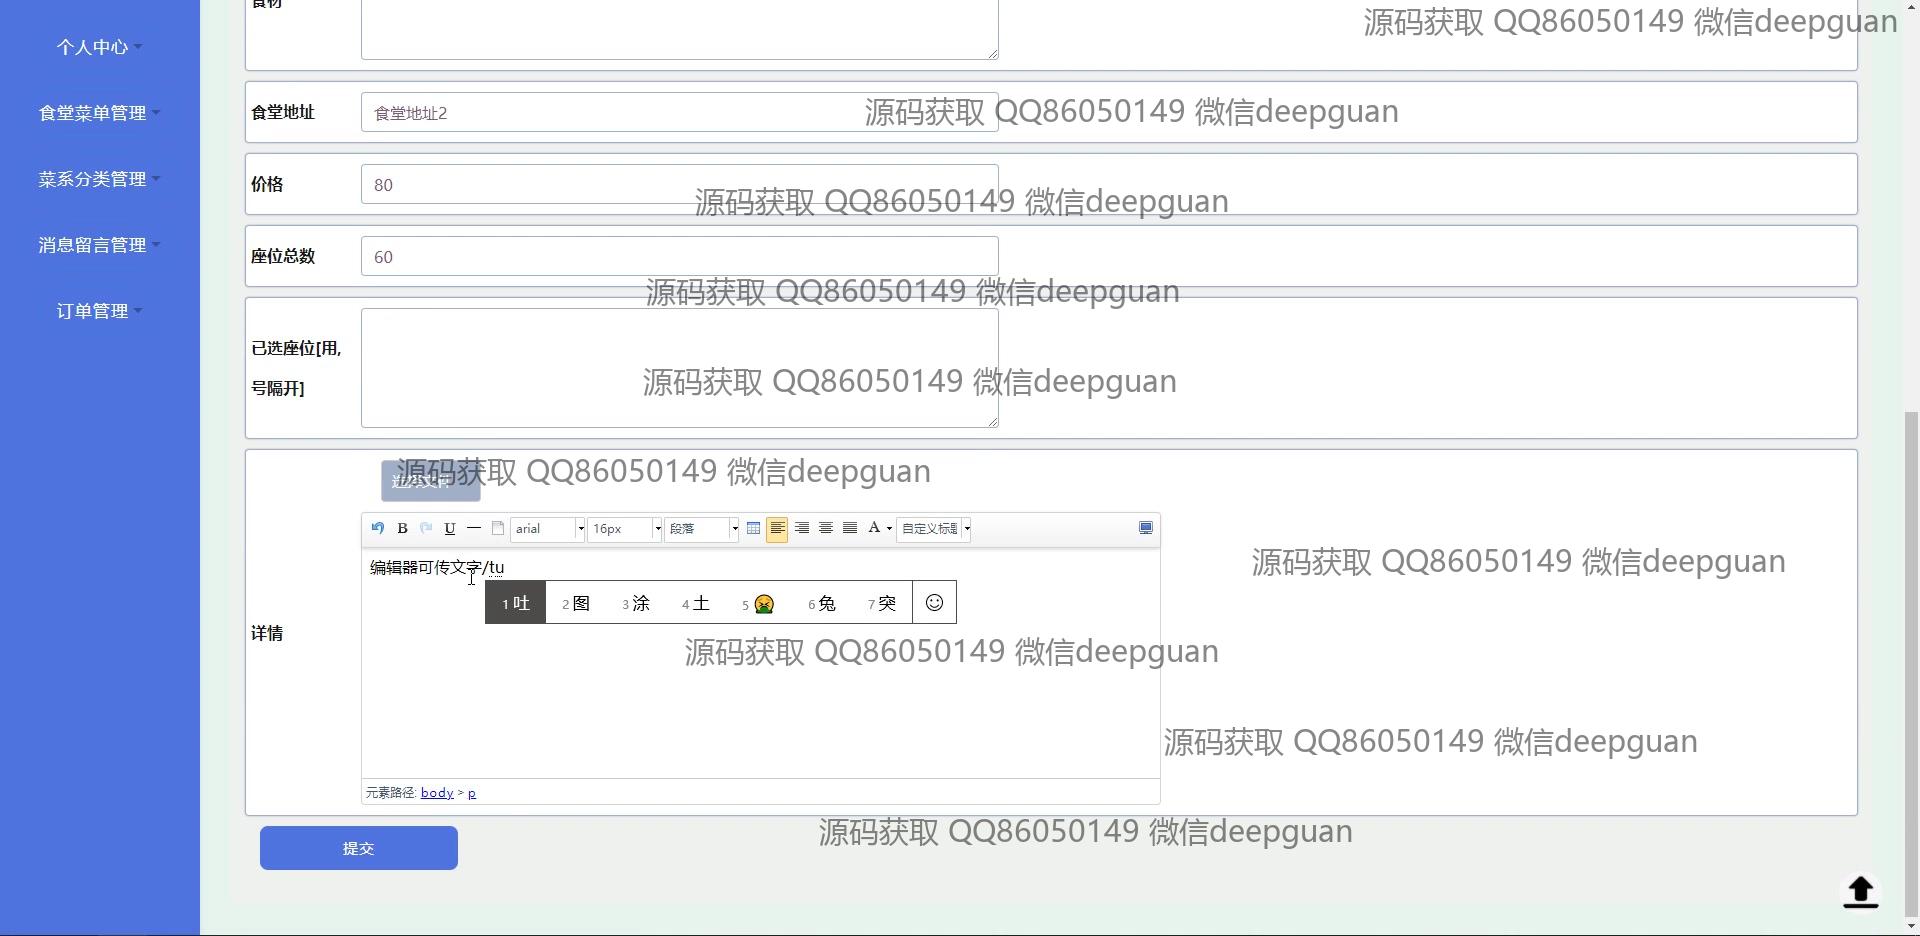 食材
源码获取 QQ86050149 微信deepguan
个人中心
食堂菜单管理
食堂地址
食堂地址2
源码获取 QQ86050149 微信deepguan
菜系分类管理
价格
80
源码获取 QQ86050149 微信deepguan
消息留言管理
座位总数
60
源码获取 QQ86050149 微信deepguan
订单管理
已选座位[用,
号隔开]
源码获取 QQ86050149 微信deepguan
源码获取 QQ86050149 微信deepguan
选择文件
B U arial 16px 段落 A 自定义标题
编辑器可传文字/tu
源码获取 QQ86050149 微信deepguan
1 吐 2 图 3 涂 4 土 5 🤮 6 兔 7 突
详情
源码获取 QQ86050149 微信deepguan
源码获取 QQ86050149 微信deepguan
元素路径: body > p
源码获取 QQ86050149 微信deepguan
提交